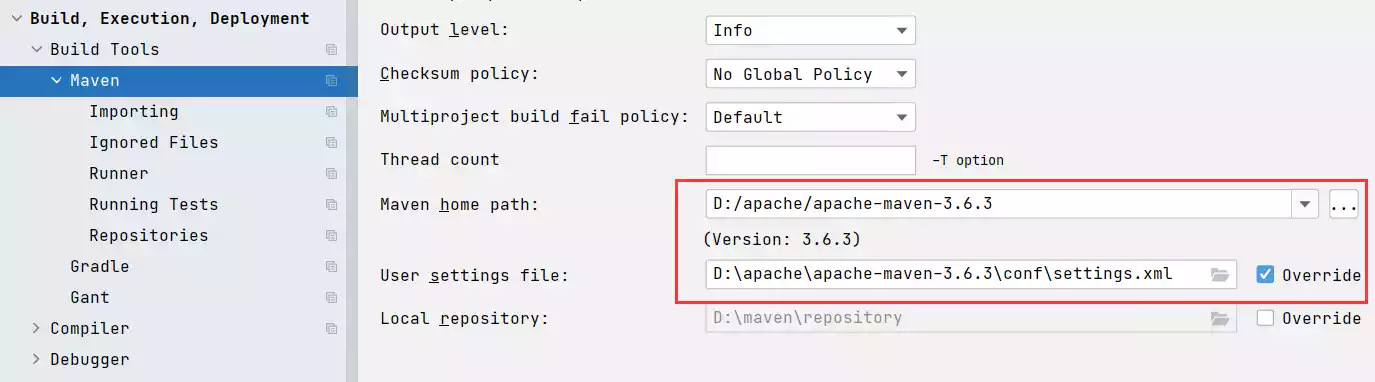 Build, Execution, Deployment
Build Tools
Maven
Importing
Ignored Files
Runner
Running Tests
Repositories
Gradle
Gant
Compiler
Debugger
Output Level: Info
Checksum policy: No Global Policy
Multiproject build fail policy: Default
Thread count -T option
Maven home path: D:/apache/apache-maven-3.6.3 ...
(Version: 3.6.3)
User settings file: D:\apache\apache-maven-3.6.3\conf\settings.xml Override
Local repository: D:\maven\repository Override